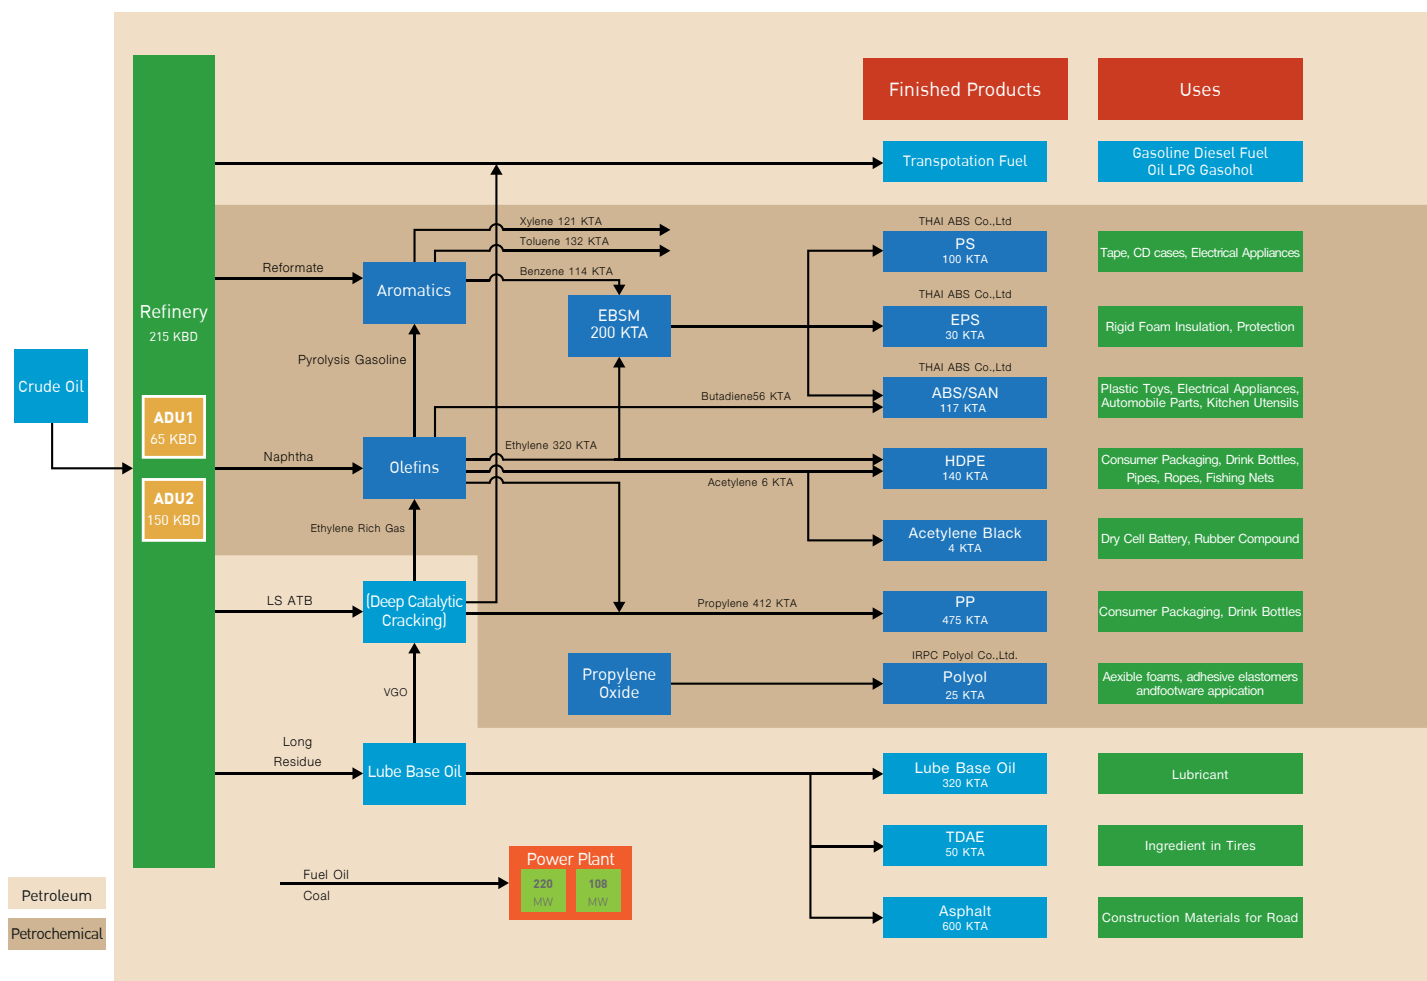 Finished Products
Uses
Transpotation Fuel
Gasoline Diesel Fuel
Oil LPG Gasohol
Crude Oil
Refinery
215 KBD
ADU1
65 KBD
ADU2
150 KBD
Reformate
Aromatics
Xylene 121 KTA
Toluene 132 KTA
Benzene 114 KTA
EBSM
200 KTA
Pyrolysis Gasoline
Butadiene56 KTA
Naphtha
Olefins
Ethylene 320 KTA
Acetylene 6 KTA
Ethylene Rich Gas
LS ATB
(Deep Catalytic
Cracking)
Propylene 412 KTA
VGO
Propylene
Oxide
Long
Residue
Lube Base Oil
Fuel Oil
Coal
Power Plant
220
MW
108
MW
THAI ABS Co.,Ltd
PS
100 KTA
Tape, CD cases, Electrical Appliances
THAI ABS Co.,Ltd
EPS
30 KTA
Rigid Foam Insulation, Protection
THAI ABS Co.,Ltd
ABS/SAN
117 KTA
Plastic Toys, Electrical Appliances,
Automobile Parts, Kitchen Utensils
HDPE
140 KTA
Consumer Packaging, Drink Bottles,
Pipes, Ropes, Fishing Nets
Acetylene Black
4 KTA
Dry Cell Battery, Rubber Compound
PP
475 KTA
Consumer Packaging, Drink Bottles
IRPC Polyol Co.,Ltd.
Polyol
25 KTA
Aexible foams, adhesive elastomers
andfootware appication
Lube Base Oil
320 KTA
Lubricant
TDAE
50 KTA
Ingredient in Tires
Asphalt
600 KTA
Construction Materials for Road
Petroleum
Petrochemical